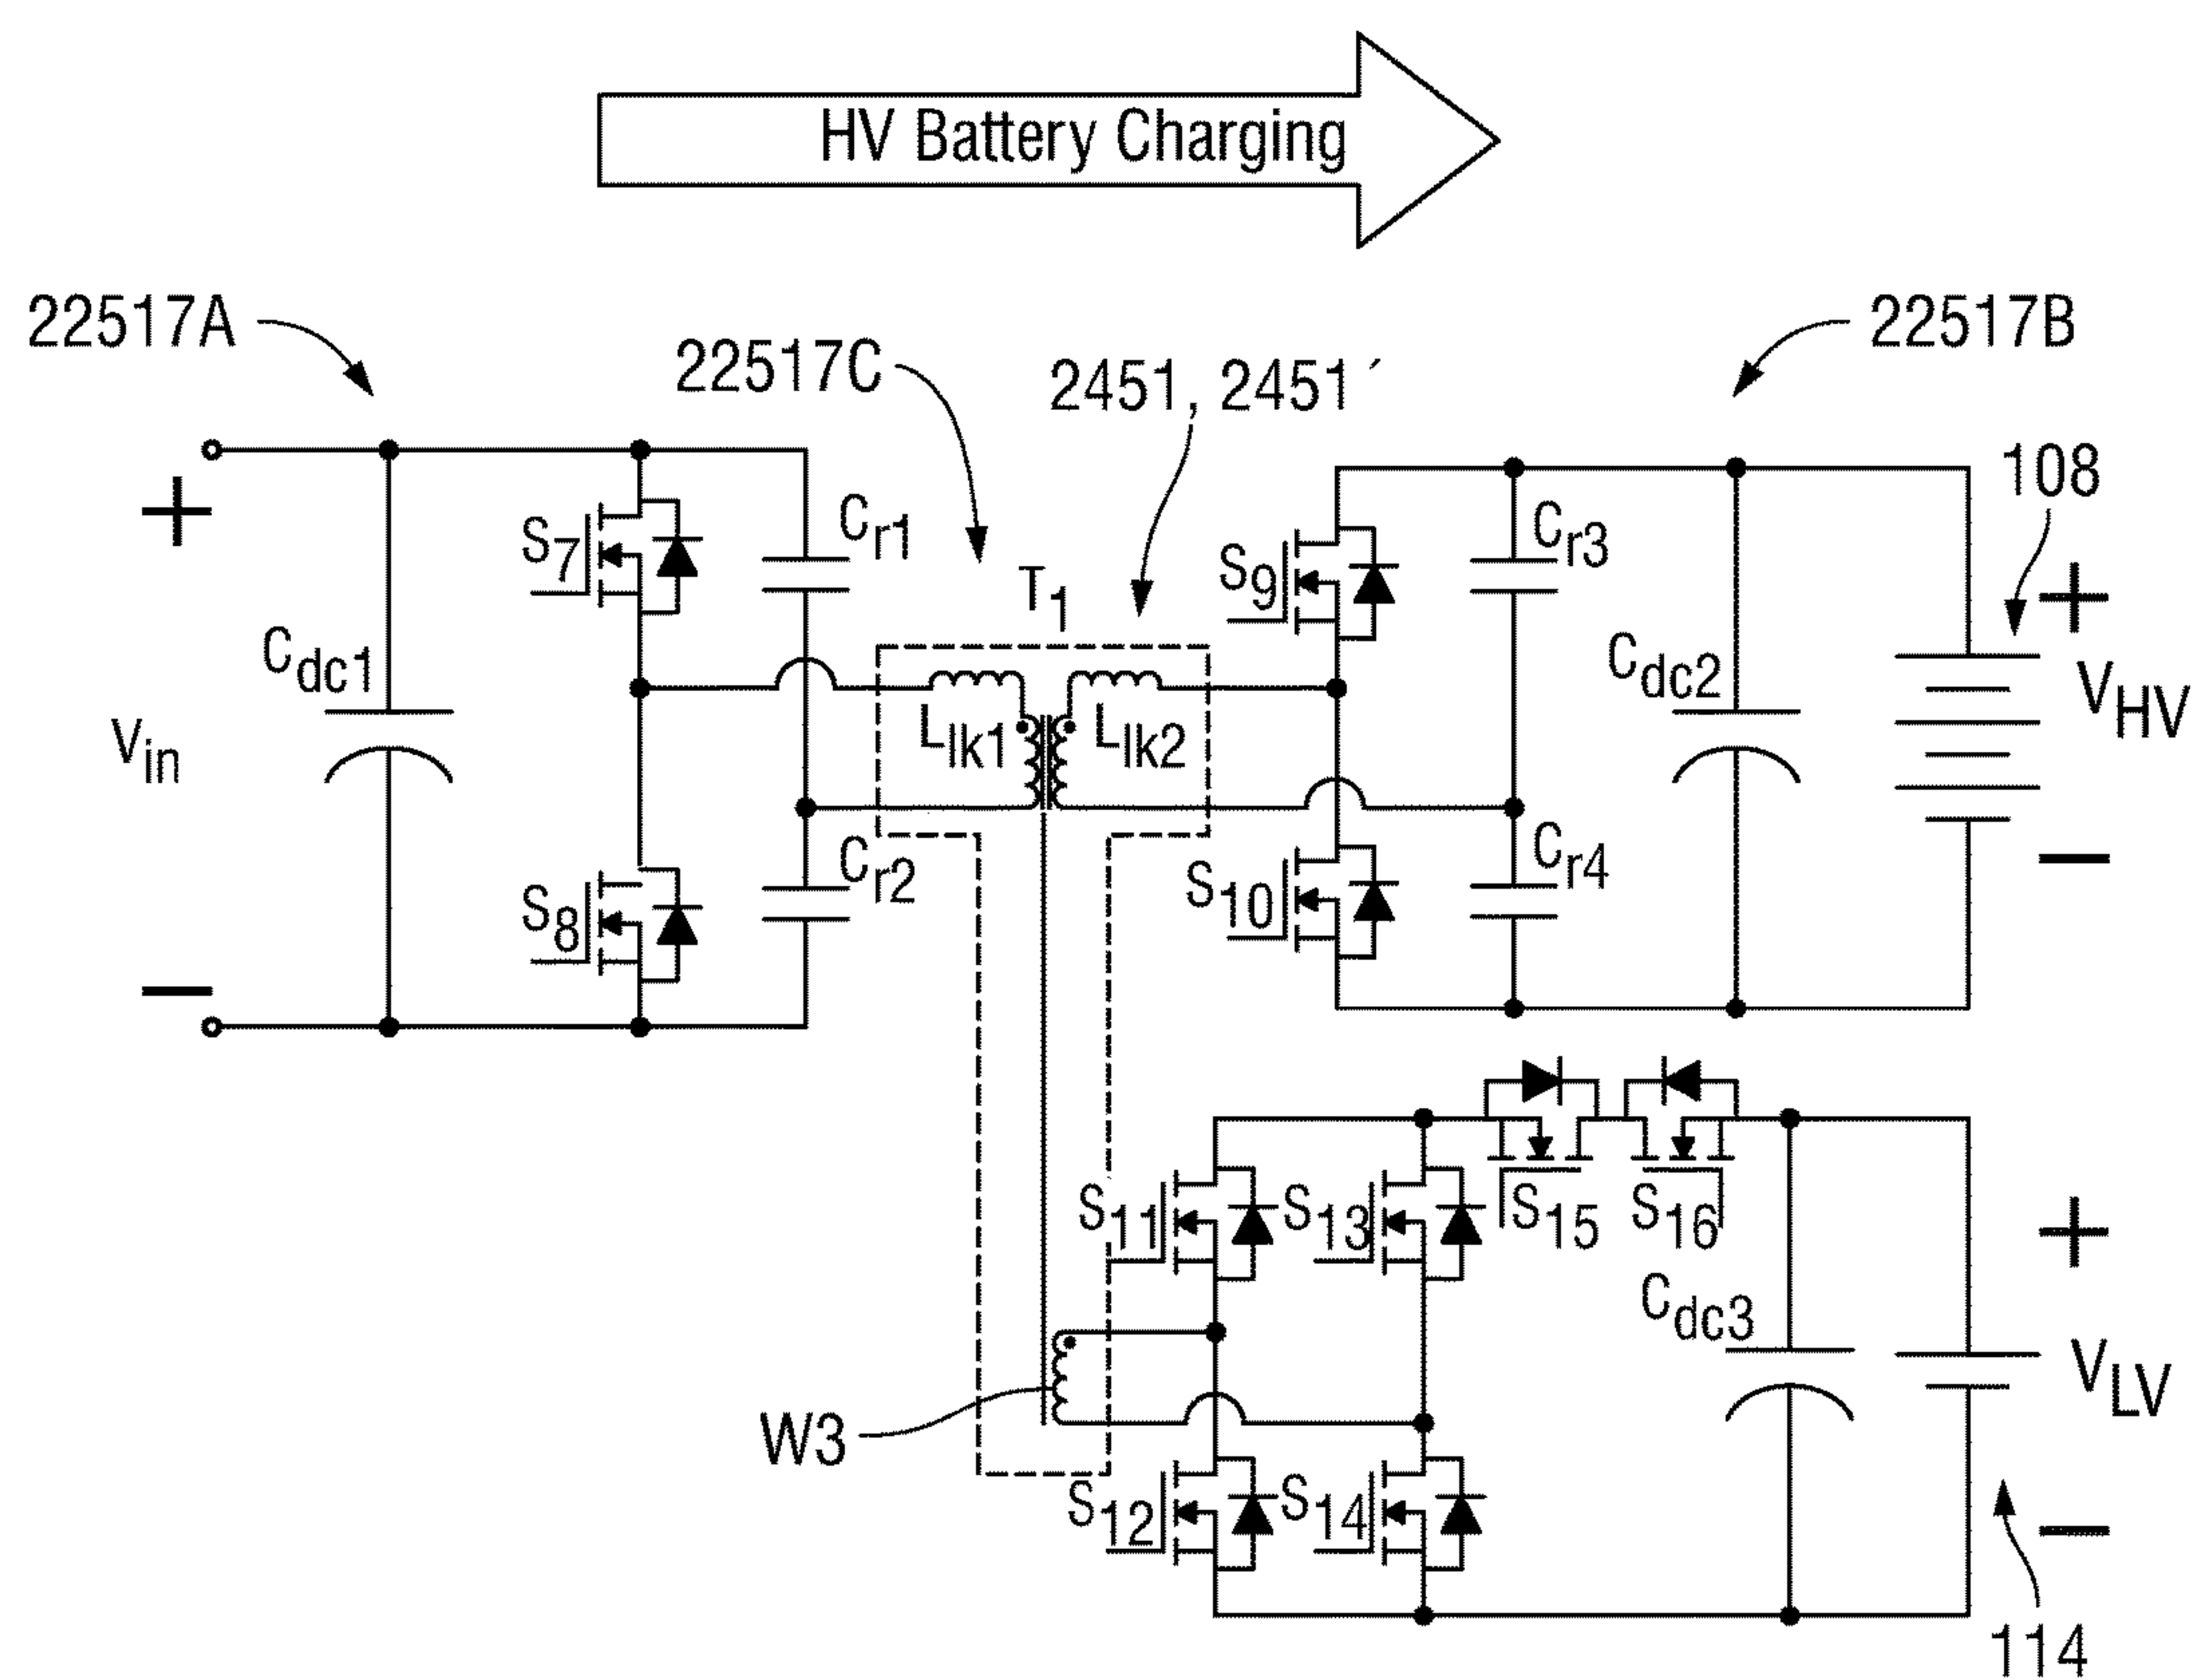 HV Battery Charging
22517A
22517C
2451, 2451´
22517B
108
+
S7
Cr1
T1
S9
Cr3
+
Cdc1
Vin
Llk1
Llk2
Cdc2
VHV
Cr2
S8
S10
Cr4
−
−
S11
S13
S15
S16
+
Cdc3
VLV
W3
S12
S14
−
114